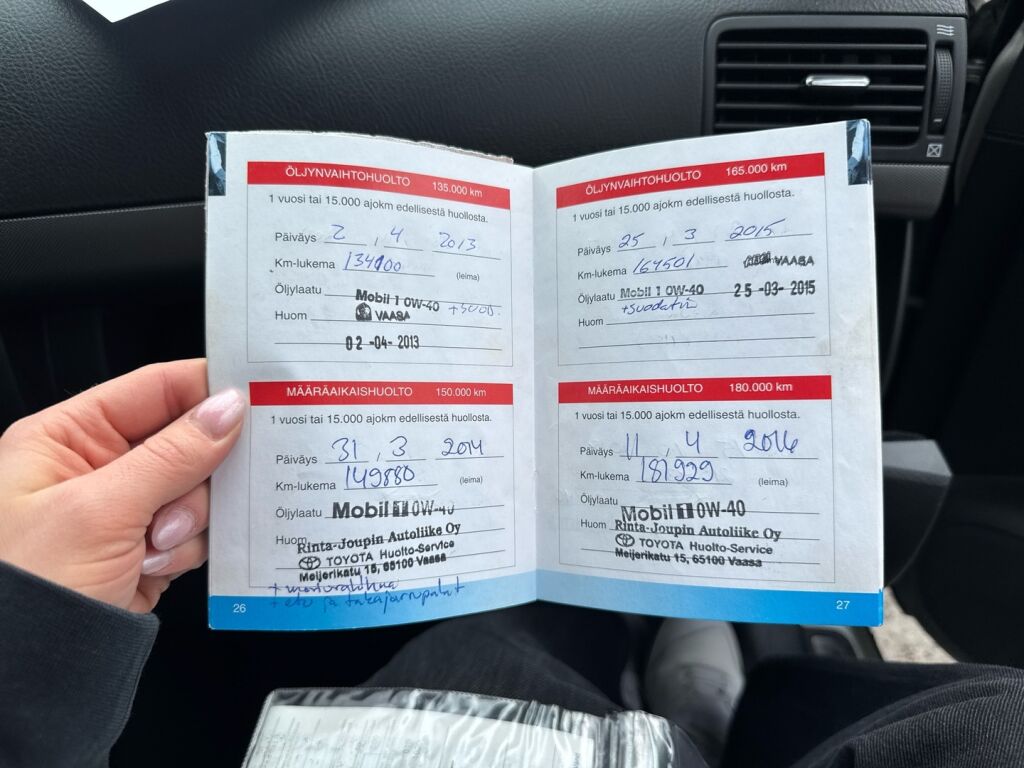 ÖLJYNVAIHTOHUOLTO 135.000 km
1 vuosi tai 15.000 ajokm edellisestä huollosta.
Päiväys 2 , 4 2013
Km-lukema 134100 (leima)
Öljylaatu Mobil 1 0W-40 + suod.
Huom VAASA
02 -04- 2013
MÄÄRÄAIKAISHUOLTO 150.000 km
1 vuosi tai 15.000 ajokm edellisestä huollosta.
Päiväys 31 , 3 2014
Km-lukema 149880 (leima)
Öljylaatu Mobil 1 0W-40
Huom Rinta-Joupin Autoliike Oy
TOYOTA Huolto-Service
Meijerikatu 15, 65100 Vaasa
+ etu ja takajarrupalat
26
ÖLJYNVAIHTOHUOLTO 165.000 km
1 vuosi tai 15.000 ajokm edellisestä huollosta.
Päiväys 25 , 3 2015
Km-lukema 164501 VAASA
Öljylaatu Mobil 1 0W-40 25 -03- 2015
+suodatin
Huom
MÄÄRÄAIKAISHUOLTO 180.000 km
1 vuosi tai 15.000 ajokm edellisestä huollosta.
Päiväys 11 , 4 2016
Km-lukema 181929 (leima)
Öljylaatu Mobil 1 0W-40
Huom Rinta-Joupin Autoliike Oy
TOYOTA Huolto-Service
Meijerikatu 15, 65100 Vaasa
27